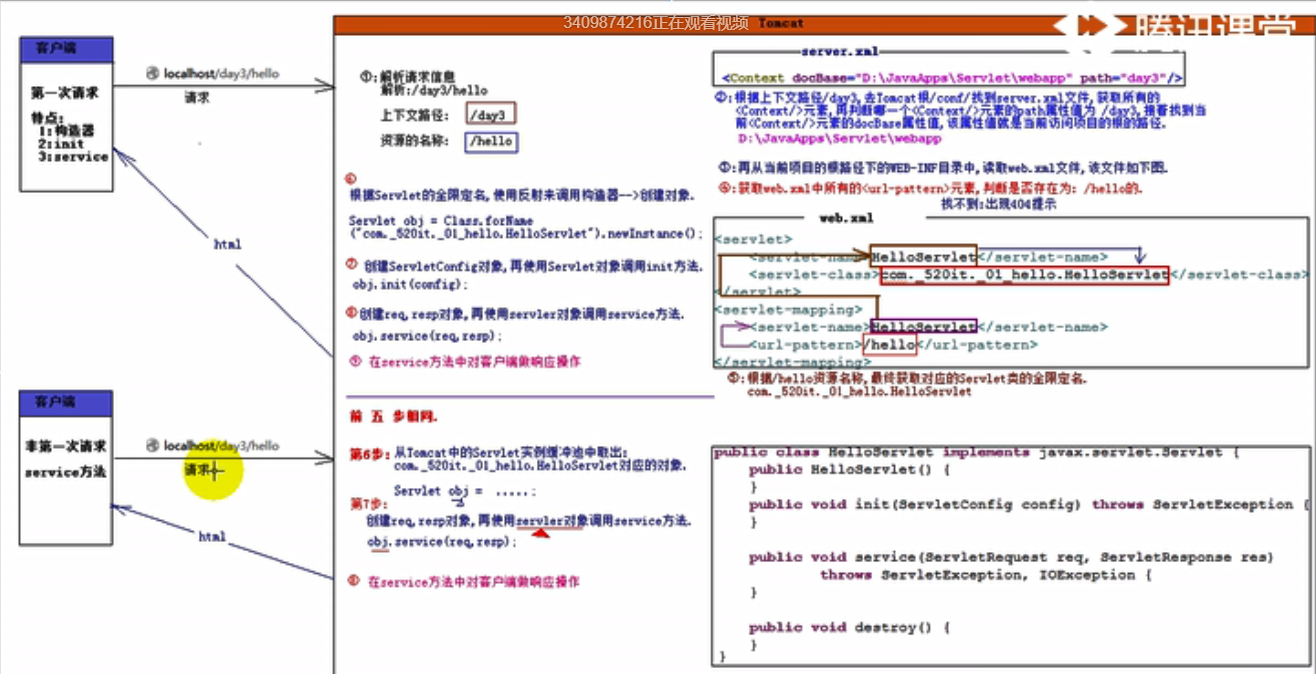 3409874216正在观看视频
Tomcat
腾讯课堂
客户端
第一次请求
特点:
1:构造器
2:init
3:service
localhost/day3/hello
请求
html
①:解析请求信息
解析:/day3/hello
上下文路径: /day3
资源的名称: /hello
server.xml
<Context docBase="D:\JavaApps\Servlet\webapp" path="day3"/>
②:根据上下文路径/day3,去Tomcat根/conf/找到server.xml文件,获取所有的
<Context/>元素,再判断哪一个<Context/>元素的path属性值为 /day3,接着找到当
前<Context/>元素的docBase属性值,该属性值就是当前访问项目的根的路径.
D:\JavaApps\Servlet\webapp
③:再从当前项目的根路径下的WEB-INF目录中,读取web.xml文件,该文件如下图.
④:获取web.xml中所有的<url-pattern>元素,判断是否存在为: /hello的.
找不到:出现404提示
web.xml
<servlet>
<servlet-name>HelloServlet</servlet-name>
<servlet-class>com._520it._01_hello.HelloServlet</servlet-class>
</servlet>
<servlet-mapping>
<servlet-name>HelloServlet</servlet-name>
<url-pattern>/hello</url-pattern>
</servlet-mapping>
⑤:根据/hello资源名称,最终获取对应的Servlet类的全限定名.
com._520it._01_hello.HelloServlet
⑥
根据Servlet的全限定名,使用反射来调用构造器-->创建对象.
Servlet obj = Class.forName
("com._520it._01_hello.HelloServlet").newInstance();
⑦ 创建ServletConfig对象,再使用Servlet对象调用init方法.
obj.init(config);
⑧创建req,resp对象,再使用servler对象调用service方法.
obj.service(req,resp);
⑨ 在service方法中对客户端做响应操作
客户端
非第一次请求
service方法
localhost/day3/hello
请求
html
前 五 步相同.
第6步: 从Tomcat中的Servlet实例缓冲池中取出:
com._520it._01_hello.HelloServlet对应的对象.
Servlet obj = .....;
第7步:
创建req,resp对象,再使用servler对象调用service方法.
obj.service(req,resp);
⑧ 在service方法中对客户端做响应操作
public class HelloServlet implements javax.servlet.Servlet {
public HelloServlet() {
}
public void init(ServletConfig config) throws ServletException {
}
public void service(ServletRequest req, ServletResponse res)
throws ServletException, IOException {
}
public void destroy() {
}
}